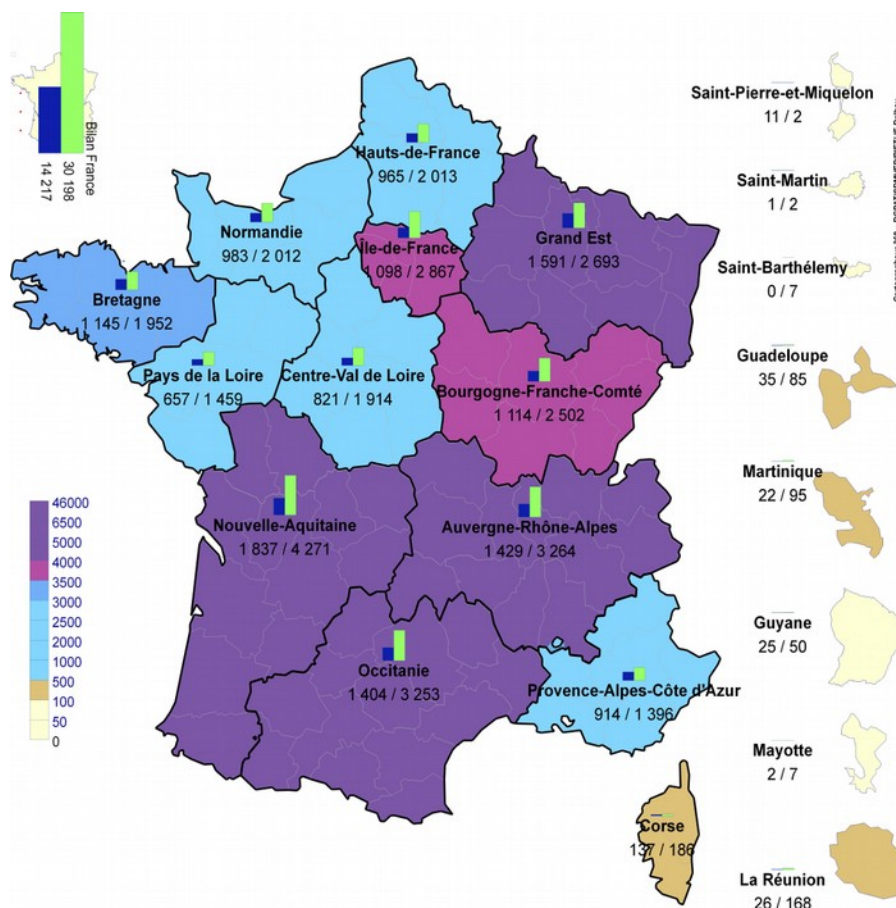 Bilan France
14 217
30 198
Hauts-de-France
965 / 2 013
Normandie
983 / 2 012
Île-de-France
1 098 / 2 867
Grand Est
1 591 / 2 693
Bretagne
1 145 / 1 952
Pays de la Loire
657 / 1 459
Centre-Val de Loire
821 / 1 914
Bourgogne-Franche-Comté
1 114 / 2 502
Nouvelle-Aquitaine
1 837 / 4 271
Auvergne-Rhône-Alpes
1 429 / 3 264
Occitanie
1 404 / 3 253
Provence-Alpes-Côte d'Azur
914 / 1 396
Corse
137 / 186
46000
6500
5000
4000
3500
3000
2500
2000
1000
500
100
50
0
Saint-Pierre-et-Miquelon
11 / 2
Saint-Martin
1 / 2
Saint-Barthélemy
0 / 7
Guadeloupe
35 / 85
Martinique
22 / 95
Guyane
25 / 50
Mayotte
2 / 7
La Réunion
26 / 168